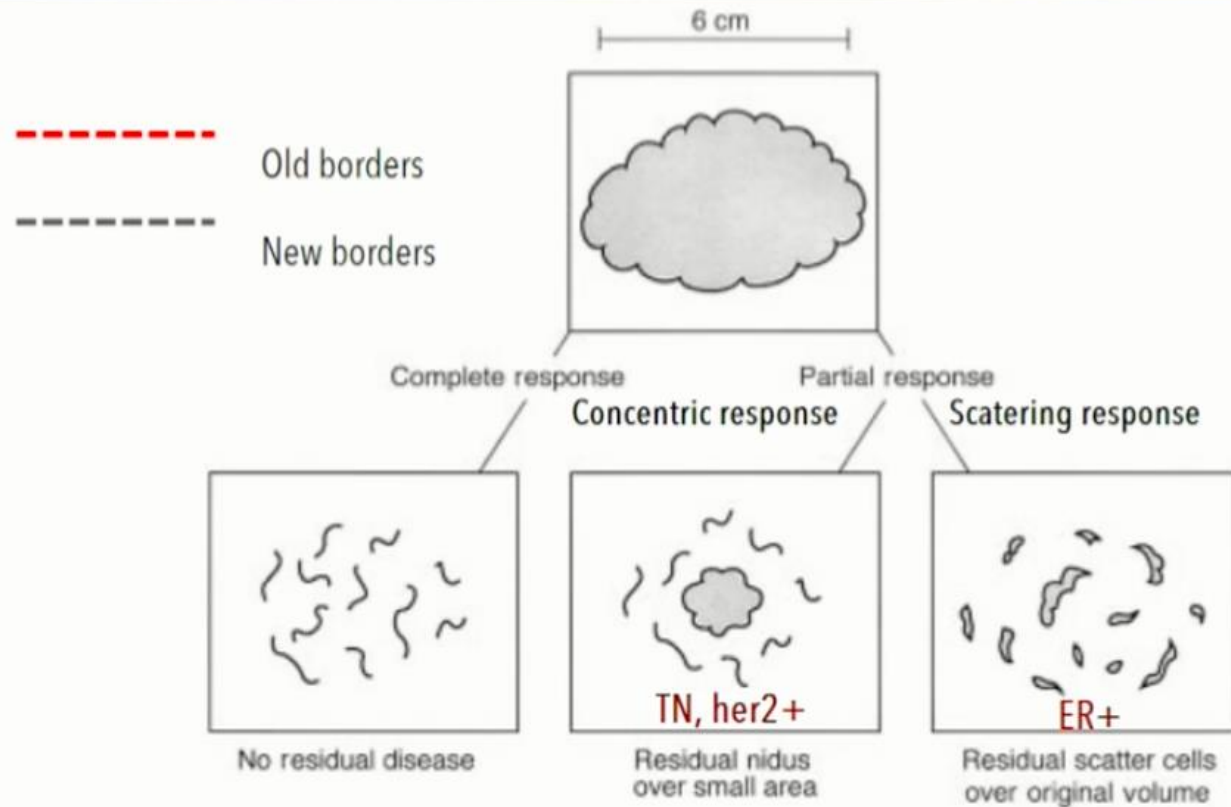 6 cm
Old borders
New borders
Complete response
Partial response
Concentric response
Scatering response
TN, her2+
ER+
No residual disease
Residual nidus
over small area
Residual scatter cells
over original volume